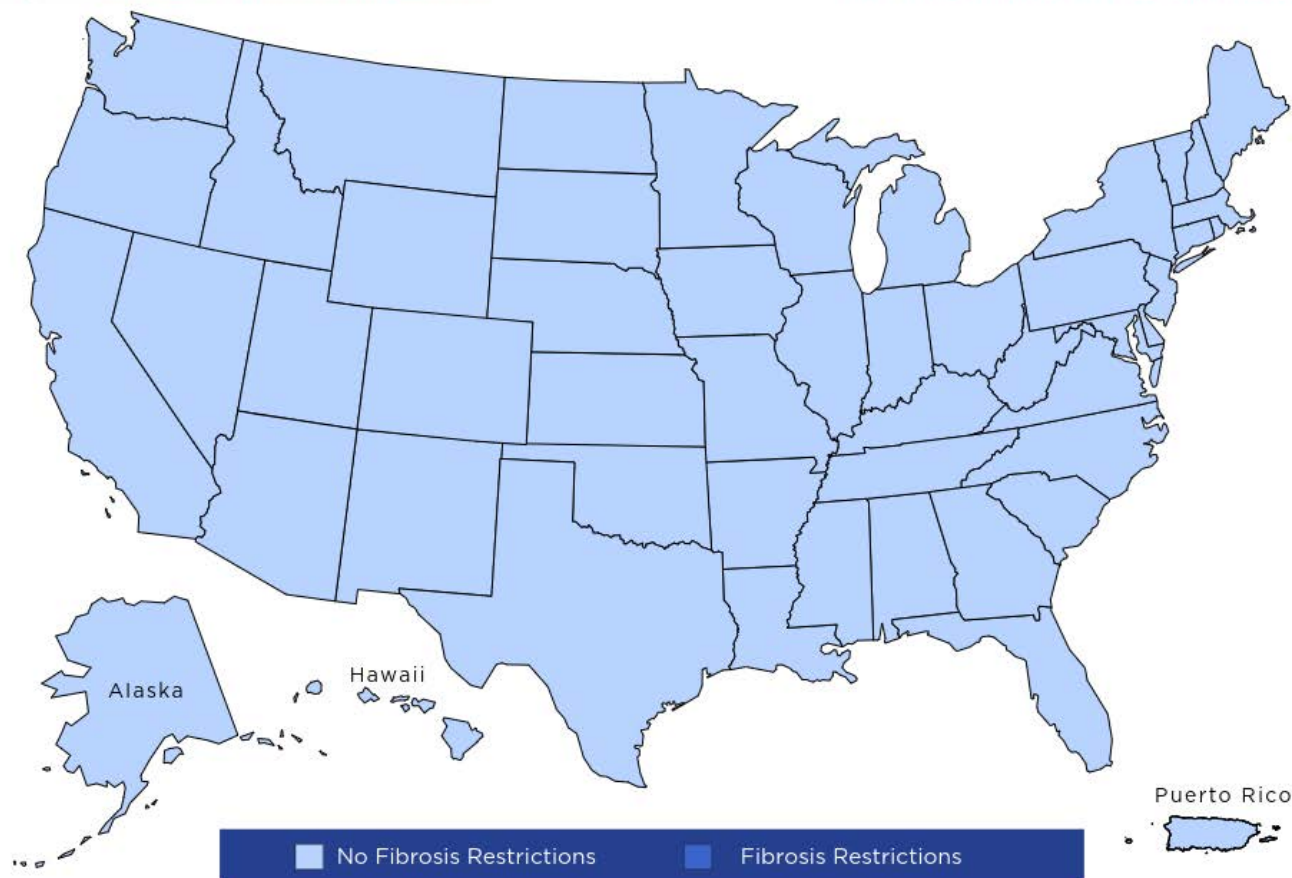 Alaska
Hawaii
Puerto Rico
No Fibrosis Restrictions
Fibrosis Restrictions